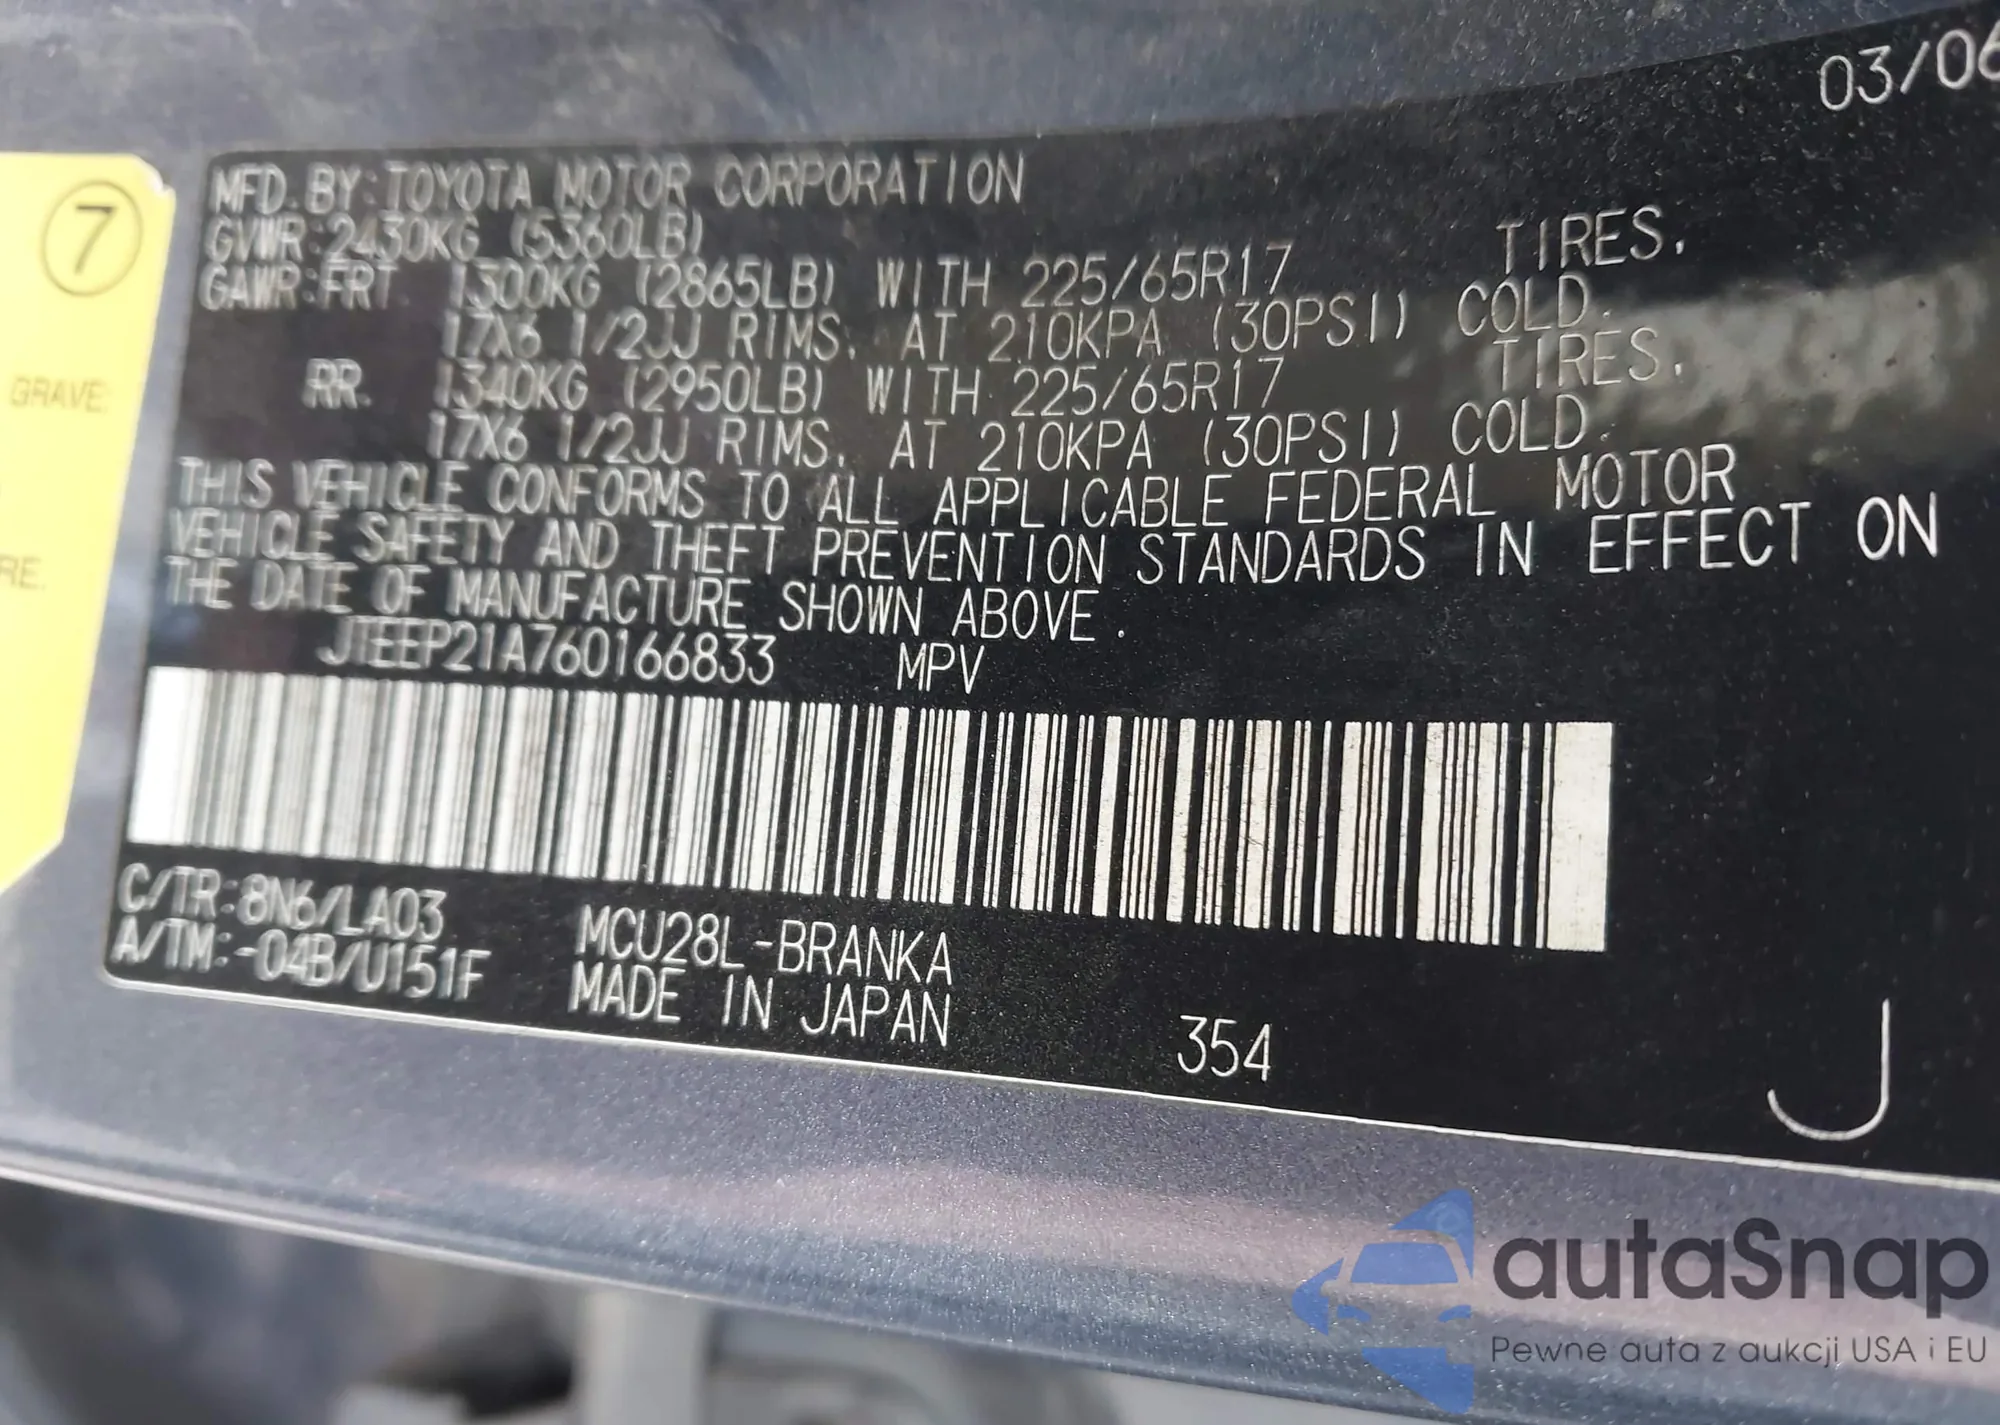 03/06
7
MFD. BY: TOYOTA MOTOR CORPORATION
GVWR: 2430KG (5360LB)
GAWR: FRT 1300KG (2865LB) WITH 225/65R17 TIRES,
17X6 1/2JJ RIMS, AT 210KPA (30PSI) COLD.
RR. 1340KG (2950LB) WITH 225/65R17 TIRES,
17X6 1/2JJ RIMS, AT 210KPA (30PSI) COLD.
THIS VEHICLE CONFORMS TO ALL APPLICABLE FEDERAL MOTOR
VEHICLE SAFETY AND THEFT PREVENTION STANDARDS IN EFFECT ON
THE DATE OF MANUFACTURE SHOWN ABOVE.
JTEEP21A760166833 MPV
C/TR: 8N6/LA03
A/TM: -04B/U151F
MCU28L-BRANKA
MADE IN JAPAN
354
J
autaSnap
Pewne auta z aukcji USA i EU